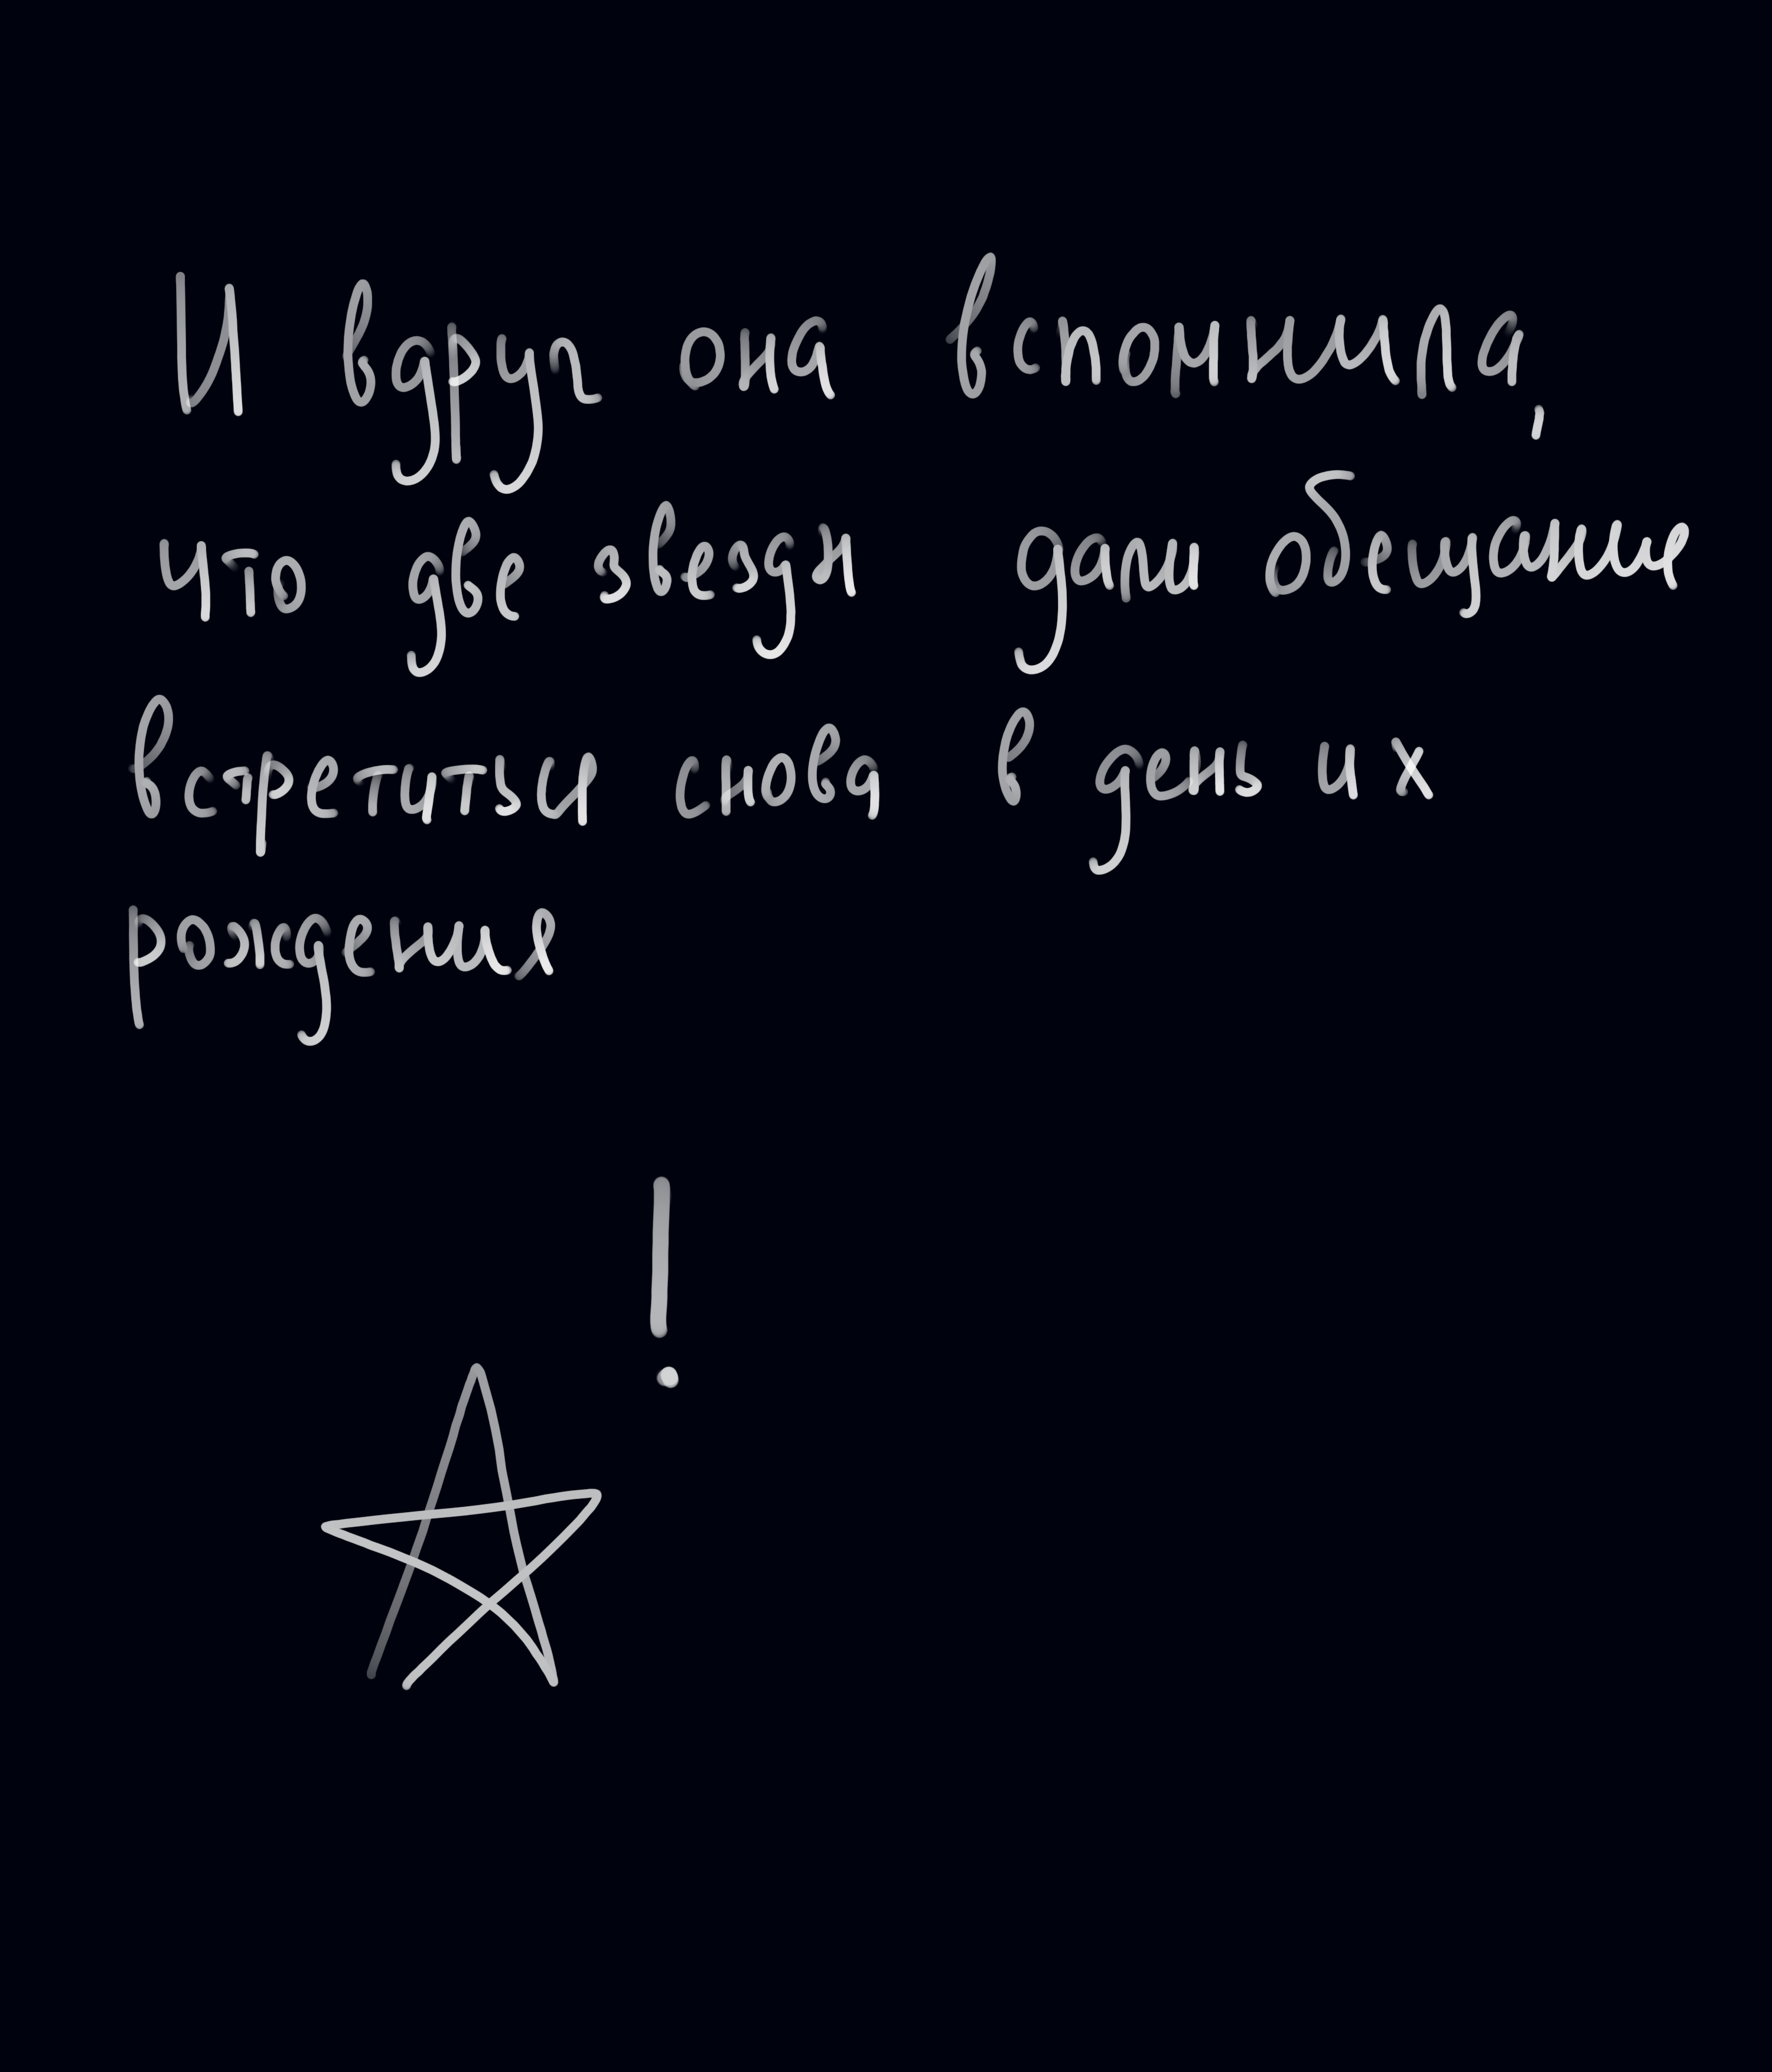 И вдруг она вспомнила,
что две звезды дали обещание
встретиться снова в день их
рождения
!